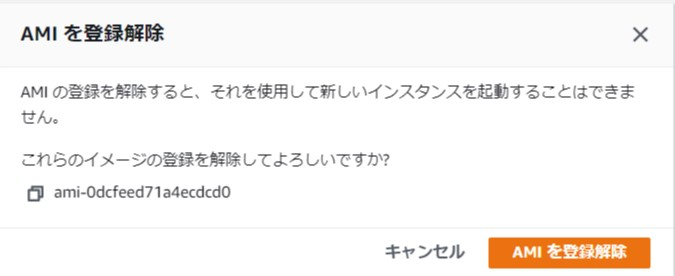 AMI を登録解除
AMI の登録を解除すると、それを使用して新しいインスタンスを起動することはできま
せん。
これらのイメージの登録を解除してよろしいですか?
ami-0dcfeed71a4ecdcd0
キャンセル
AMI を登録解除